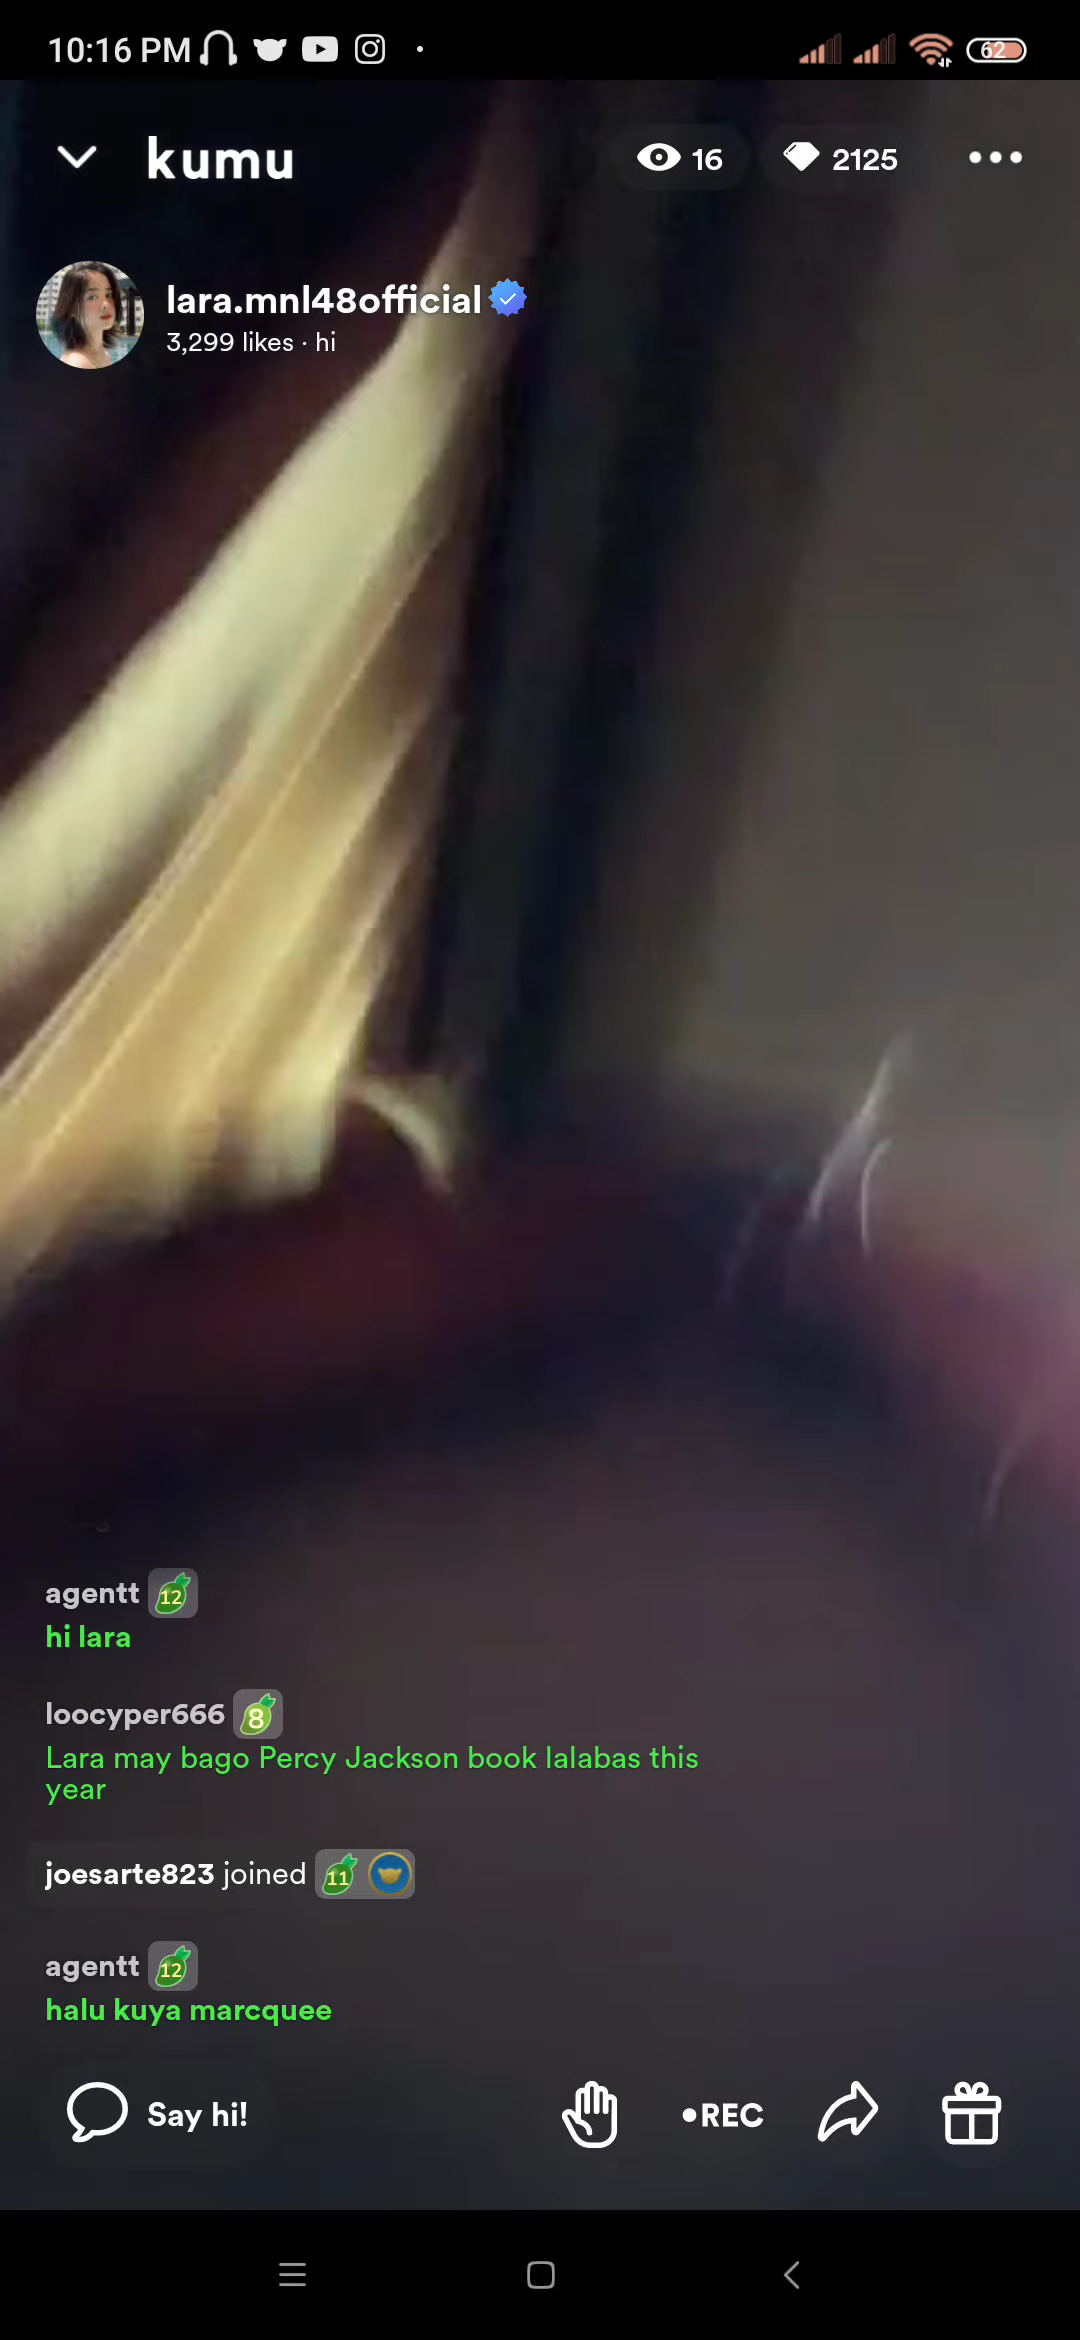 10:16 PM
62
kumu
16
2125
lara.mnl48official
3,299 likes · hi
agentt 12
hi lara
loocyper666 8
Lara may bago Percy Jackson book lalabas this
year
joesarte823 joined 11
agentt 12
halu kuya marcquee
Say hi!
•REC